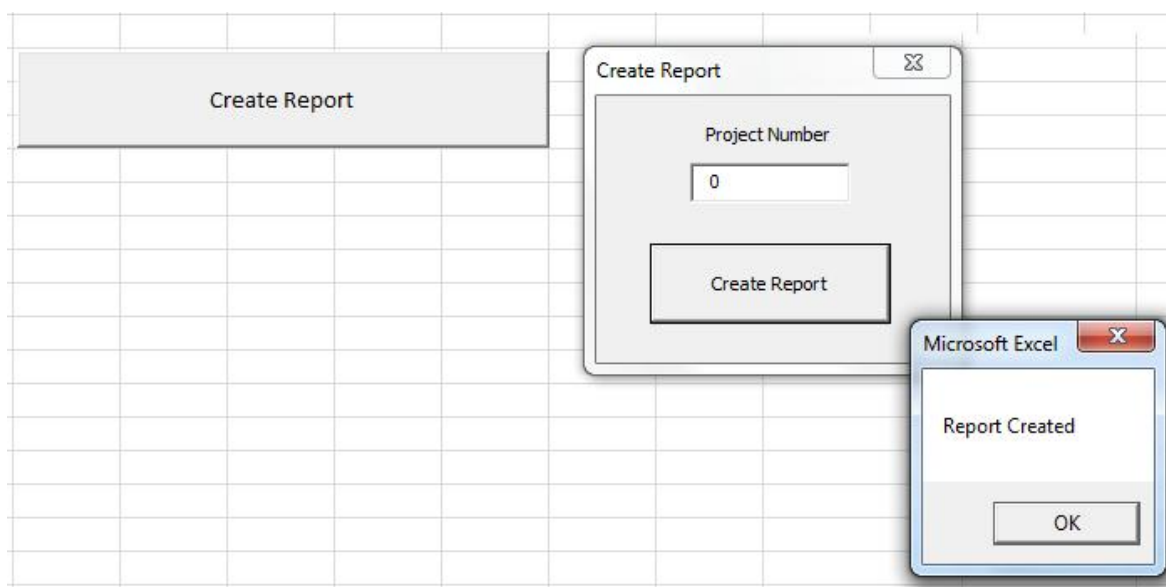 Create Report
Create Report
Project Number
0
Create Report
Microsoft Excel
Report Created
OK